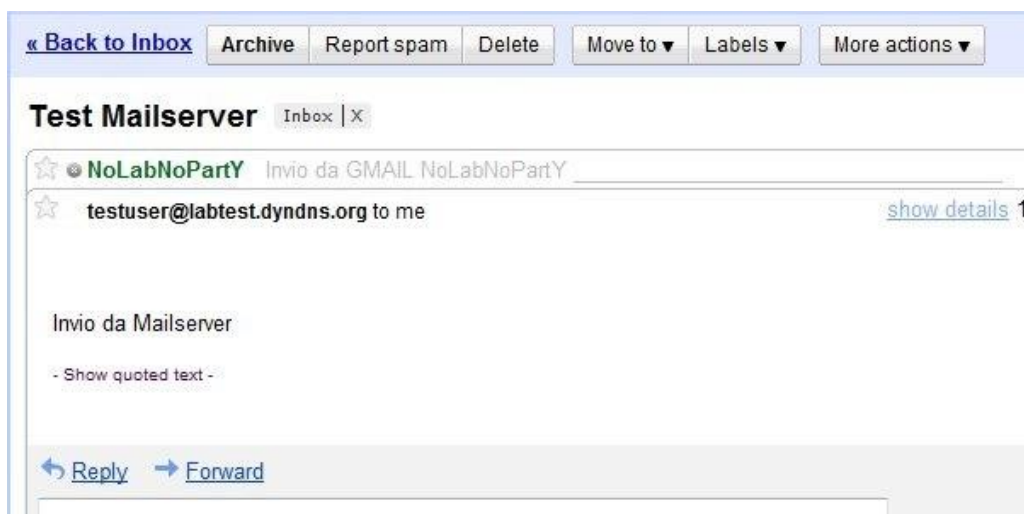 « Back to Inbox Archive Report spam Delete Move to ▾ Labels ▾ More actions ▾
Test Mailserver Inbox | X
NoLabNoPartY Invio da GMAIL NoLabNoPartY
testuser@labtest.dyndns.org to me show details 1
Invio da Mailserver
- Show quoted text -
Reply Forward